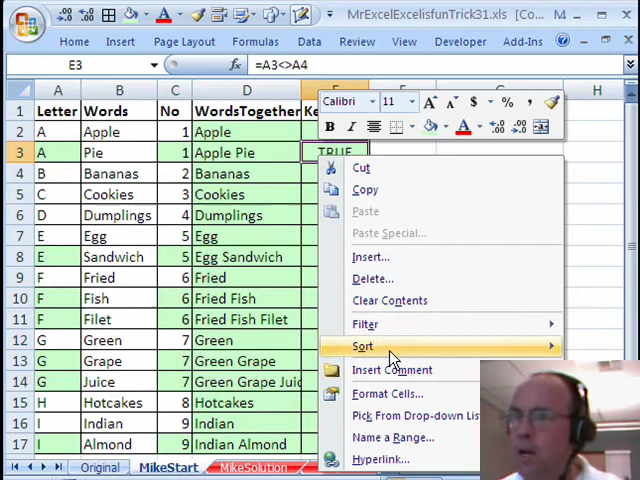 MrExcelExcelisfunTrick31.xls [Co...
Home Insert Page Layout Formulas Data Review View Developer Add-Ins
E3 fx =A3<>A4
A B C D E F G H
1 Letter Words No WordsTogether Ke
2 A Apple 1 Apple
3 A Pie 1 Apple Pie TRUE
4 B Bananas 2 Bananas
5 C Cookies 3 Cookies
6 D Dumplings 4 Dumplings
7 E Egg 5 Egg
8 E Sandwich 5 Egg Sandwich
9 F Fried 6 Fried
10 F Fish 6 Fried Fish
11 F Filet 6 Fried Fish Filet
12 G Green 7 Green
13 G Grape 7 Green Grape
14 G Juice 7 Green Grape Juic
15 H Hotcakes 8 Hotcakes
16 I Indian 9 Indian
17 I Almond 9 Indian Almond
Calibri 11 A A $ % ,
B I A
Cut
Copy
Paste
Paste Special...
Insert...
Delete...
Clear Contents
Filter
Sort
Insert Comment
Format Cells...
Pick From Drop-down Lis
Name a Range...
Hyperlink...
Original MikeStart MikeSolution